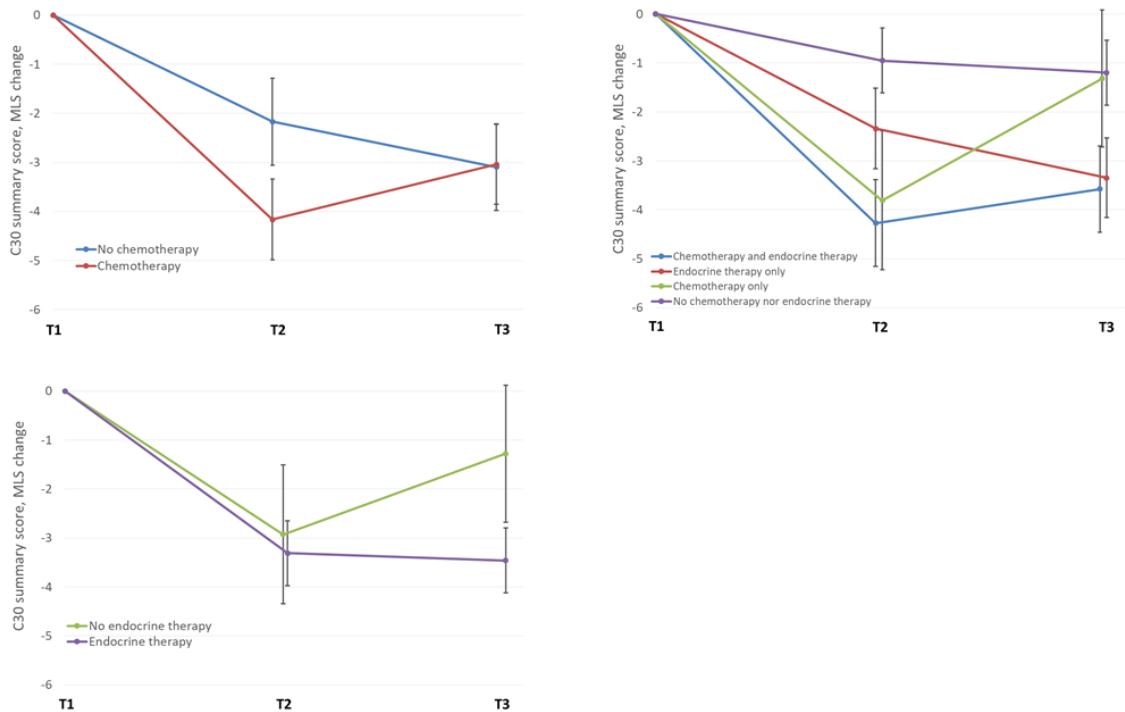 C30 summary score, MLS change
0
-1
-2
-3
-4
-5
-6
No chemotherapy
Chemotherapy
T1 T2 T3
C30 summary score, MLS change
0
-1
-2
-3
-4
-5
-6
Chemotherapy and endocrine therapy
Endocrine therapy only
Chemotherapy only
No chemotherapy nor endocrine therapy
T1 T2 T3
C30 summary score, MLS change
0
-1
-2
-3
-4
-5
-6
No endocrine therapy
Endocrine therapy
T1 T2 T3